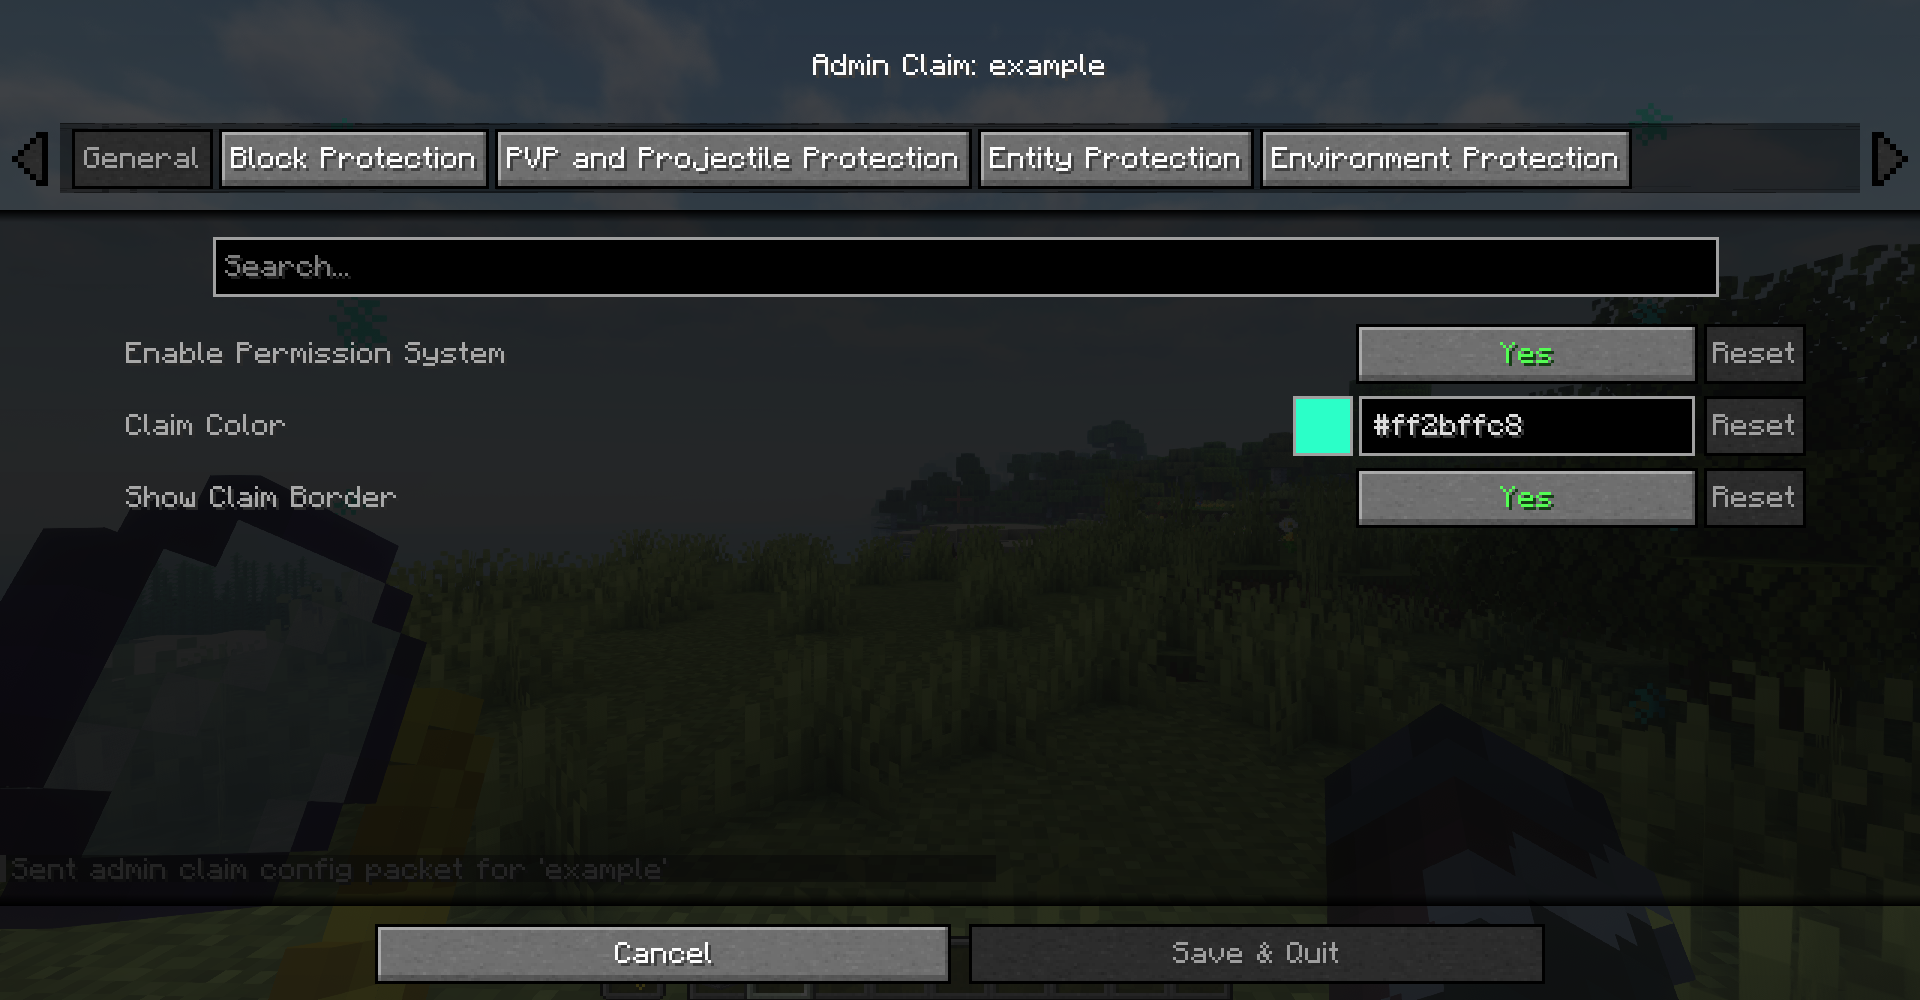 Admin Claim: example
General Block Protection PVP and Projectile Protection Entity Protection Environment Protection
Search...
Enable Permission System Yes Reset
Claim Color #ff2bffc8 Reset
Show Claim Border Yes Reset
Sent admin claim config packet for 'example'
Cancel Save & Quit